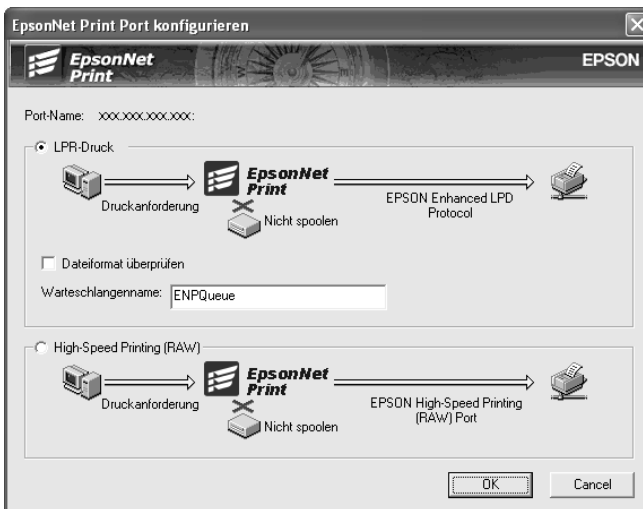 EpsonNet Print Port konfigurieren
EpsonNet
Print
EPSON
Port-Name: xxx.xxx.xxx.xxx:
LPR-Druck
EpsonNet
Print
Druckanforderung
Nicht spoolen
EPSON Enhanced LPD
Protocol
Dateiformat überprüfen
Warteschlangenname: ENPQueue
High-Speed Printing (RAW)
EpsonNet
Print
Druckanforderung
Nicht spoolen
EPSON High-Speed Printing
(RAW) Port
OK
Cancel